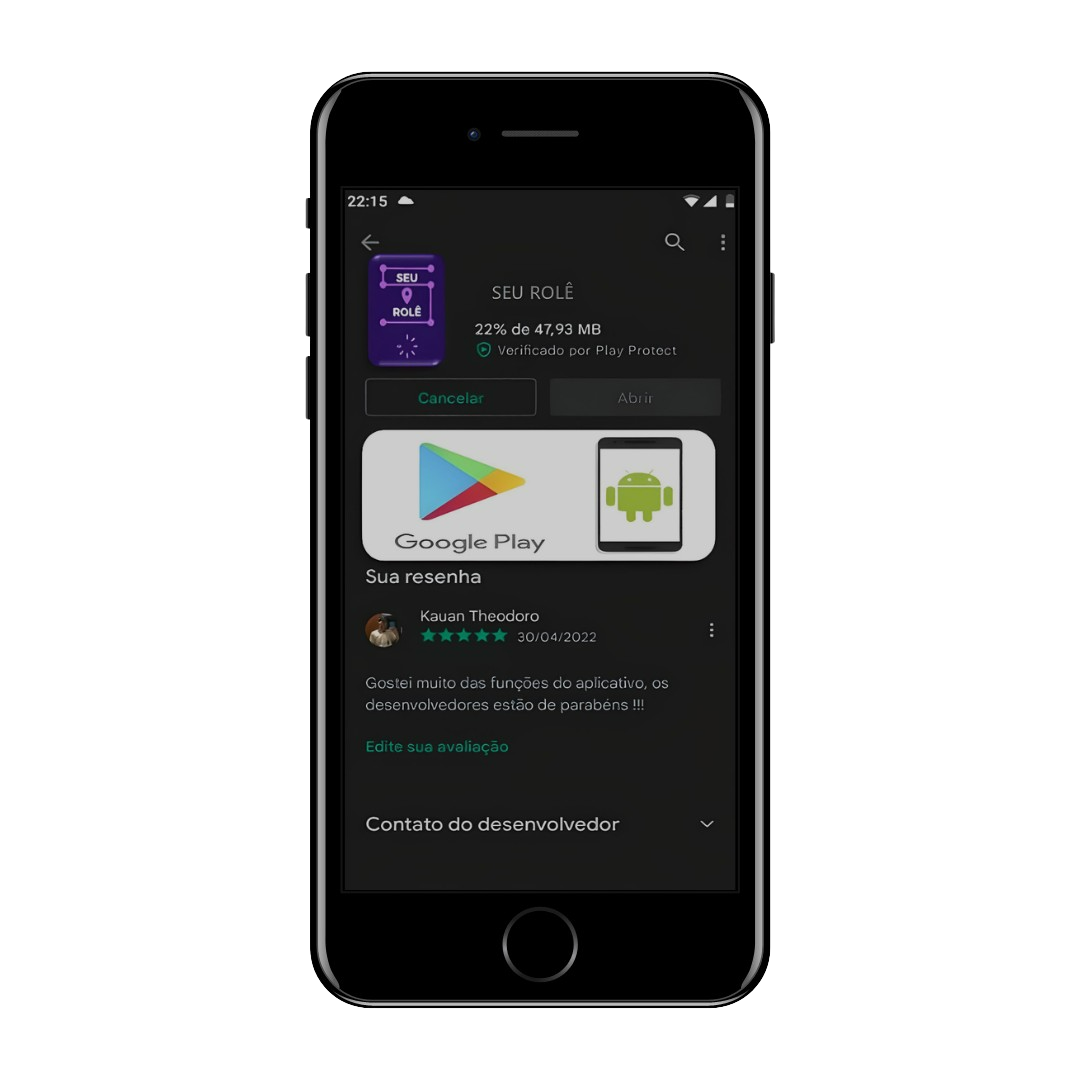 22:15
SEU
ROLÊ
SEU ROLÊ
22% de 47,93 MB
Verificado por Play Protect
Cancelar
Abrir
Google Play
Sua resenha
Kauan Theodoro
30/04/2022
Gostei muito das funções do aplicativo, os
desenvolvedores estão de parabéns !!!
Edite sua avaliação
Contato do desenvolvedor